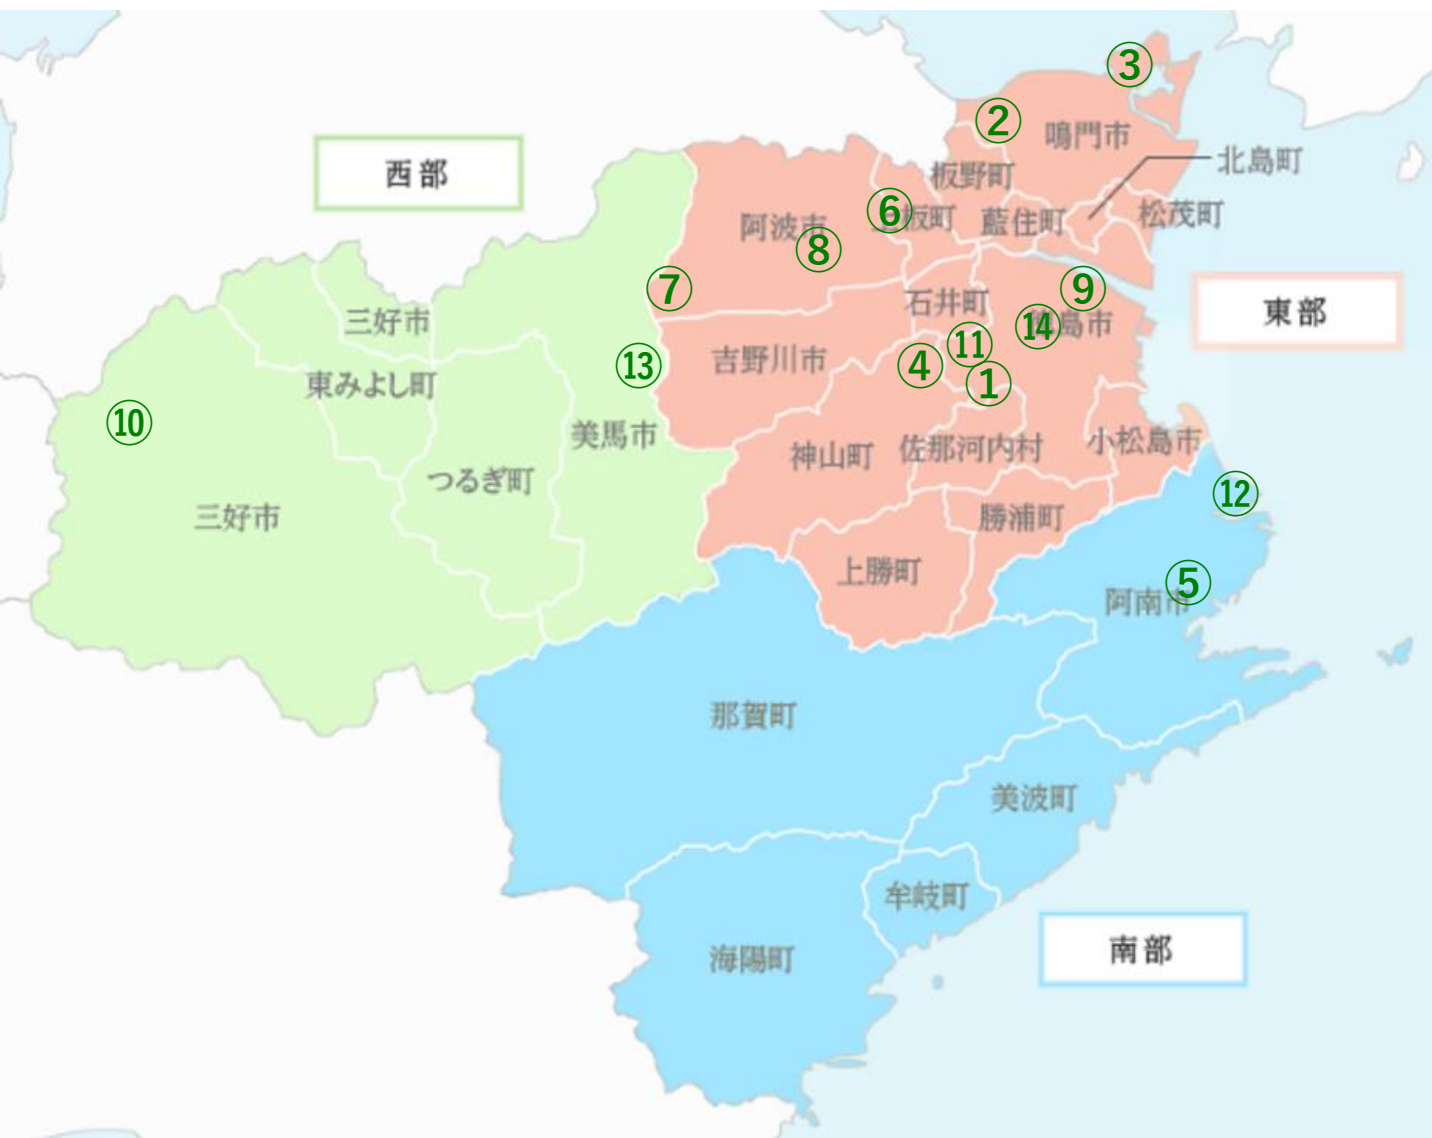 ③
②
鳴門市
西部
北島町
板野町
⑥
板町
藍住町
松茂町
阿波市
⑧
⑦
⑨
石井町
東部
三好市
⑭
島市
⑪
吉野川市
⑬
④
①
東みよし町
⑩
美馬市
小松島市
神山町
佐那河内村
つるぎ町
⑫
三好市
勝浦町
上勝町
⑤
阿南市
那賀町
美波町
牟岐町
南部
海陽町